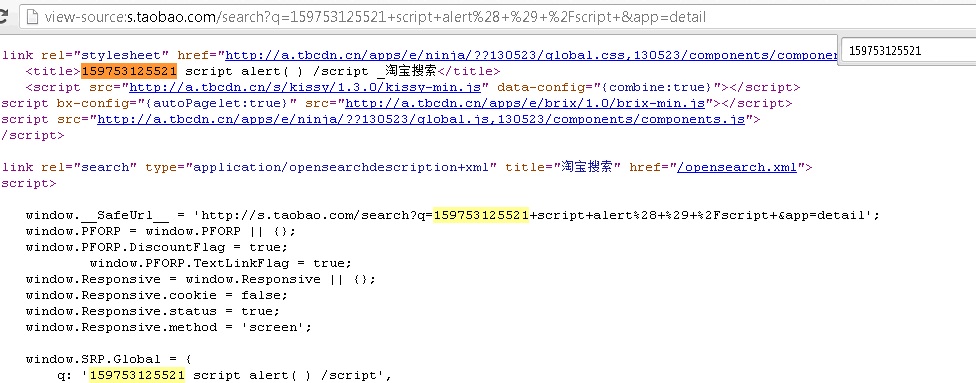 view-source:s.taobao.com/search?q=159753125521+script+alert%28+%29+%2Fscript+&app=detail
159753125521
link rel="stylesheet" href="http://a.tbcdn.cn/apps/e/ninja/??130523/global.css,130523/components/compone
<title>159753125521 script alert( ) /script _淘宝搜索</title>
<script src="http://a.tbcdn.cn/s/kissy/1.3.0/kissy-min.js" data-config="{combine:true}"></script>
script bx-config="{autoPagelet:true}" src="http://a.tbcdn.cn/apps/e/brix/1.0/brix-min.js"></script>
script src="http://a.tbcdn.cn/apps/e/ninja/??130523/global.js,130523/components/components.js">
/script>
link rel="search" type="application/opensearchdescription+xml" title="淘宝搜索" href="/opensearch.xml">
script>
window.__SafeUrl__ = 'http://s.taobao.com/search?q=159753125521+script+alert%28+%29+%2Fscript+&app=detail';
window.PFORP = window.PFORP || {};
window.PFORP.DiscountFlag = true;
window.PFORP.TextLinkFlag = true;
window.Responsive = window.Responsive || {};
window.Responsive.cookie = false;
window.Responsive.status = true;
window.Responsive.method = 'screen';
window.SRP.Global = {
q: '159753125521 script alert( ) /script',